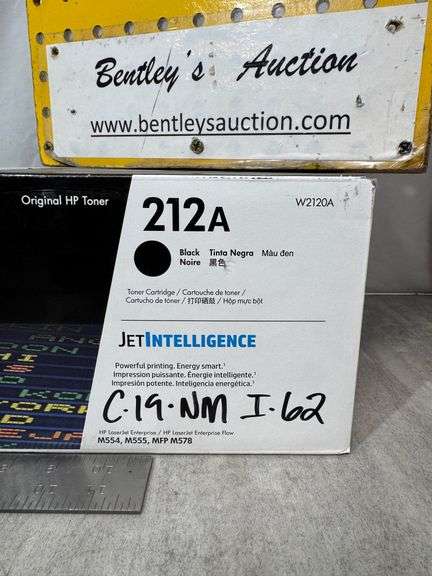 Bentley's Auction
www.bentleysauction.com
Original HP Toner
212A
W2120A
Black Tinta Negra Màu đen
Noire 黑色
Toner Cartridge / Cartouche de toner /
Cartucho de tóner / 打印硒鼓 / Hộp mực bột
JETINTELLIGENCE
Powerful printing. Energy smart.¹
Impression puissante. Énergie intelligente.¹
Impresión potente. Inteligencia energética.¹
C·19·NM I·62
HP LaserJet Enterprise / HP LaserJet Enterprise Flow
M554, M555, MFP M578